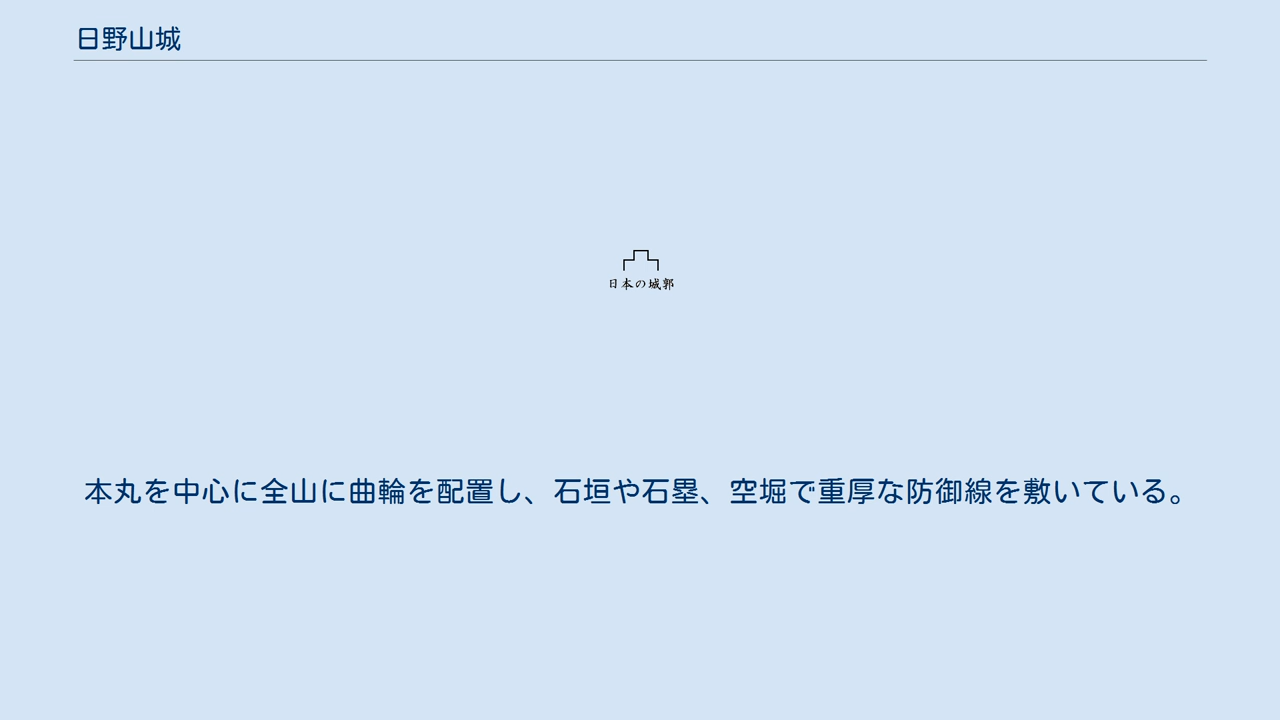 日野山城
日本の城郭
本丸を中心に全山に曲輪を配置し、石垣や石塁、空堀で重厚な防御線を敷いている。